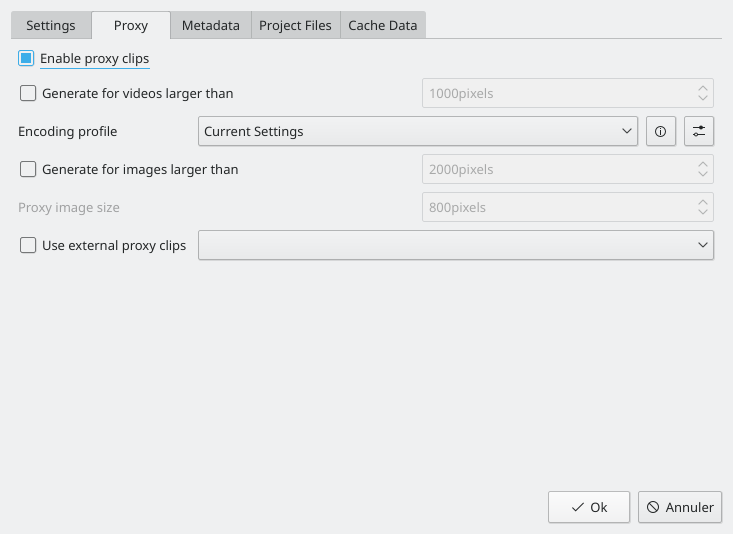 Settings Proxy Metadata Project Files Cache Data
Enable proxy clips
Generate for videos larger than 1000pixels
Encoding profile Current Settings
Generate for images larger than 2000pixels
Proxy image size 800pixels
Use external proxy clips
Ok Annuler